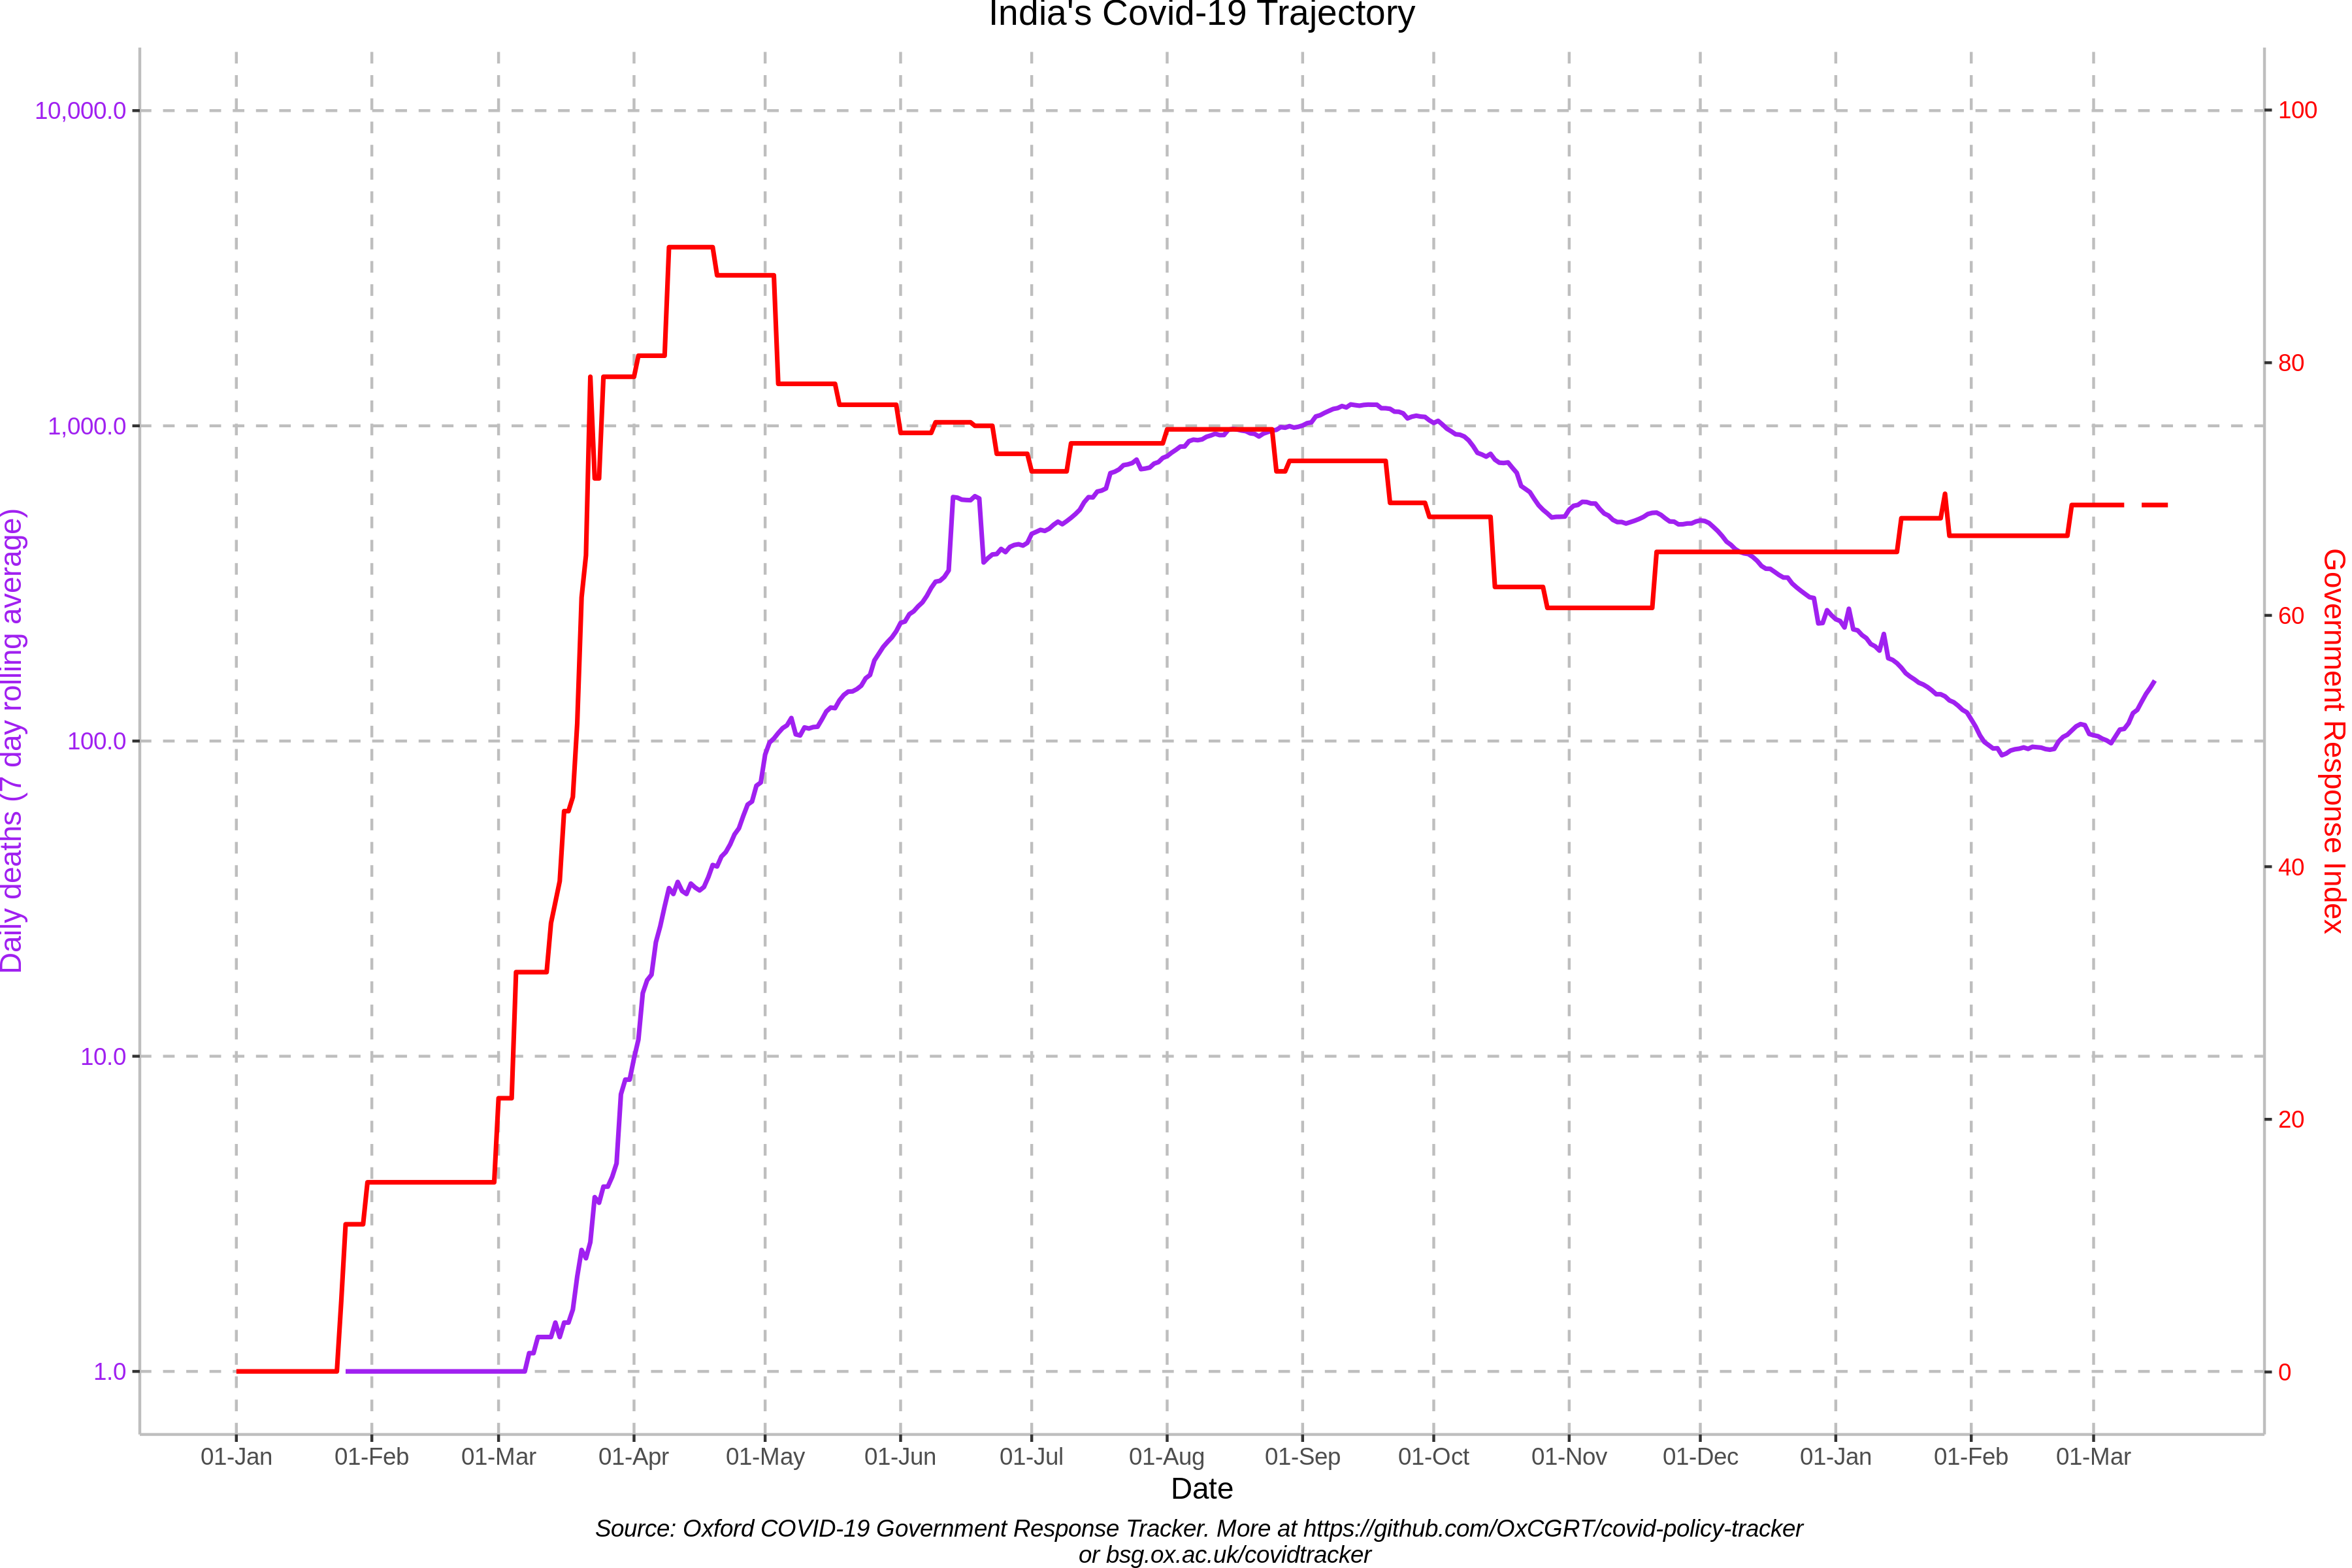 India's Covid-19 Trajectory
10,000.0
1,000.0
100.0
10.0
1.0
Daily deaths (7 day rolling average)
100
80
60
40
20
0
Government Response Index
01-Jan 01-Feb 01-Mar 01-Apr 01-May 01-Jun 01-Jul 01-Aug 01-Sep 01-Oct 01-Nov 01-Dec 01-Jan 01-Feb 01-Mar
Date
Source: Oxford COVID-19 Government Response Tracker. More at https://github.com/OxCGRT/covid-policy-tracker
or bsg.ox.ac.uk/covidtracker